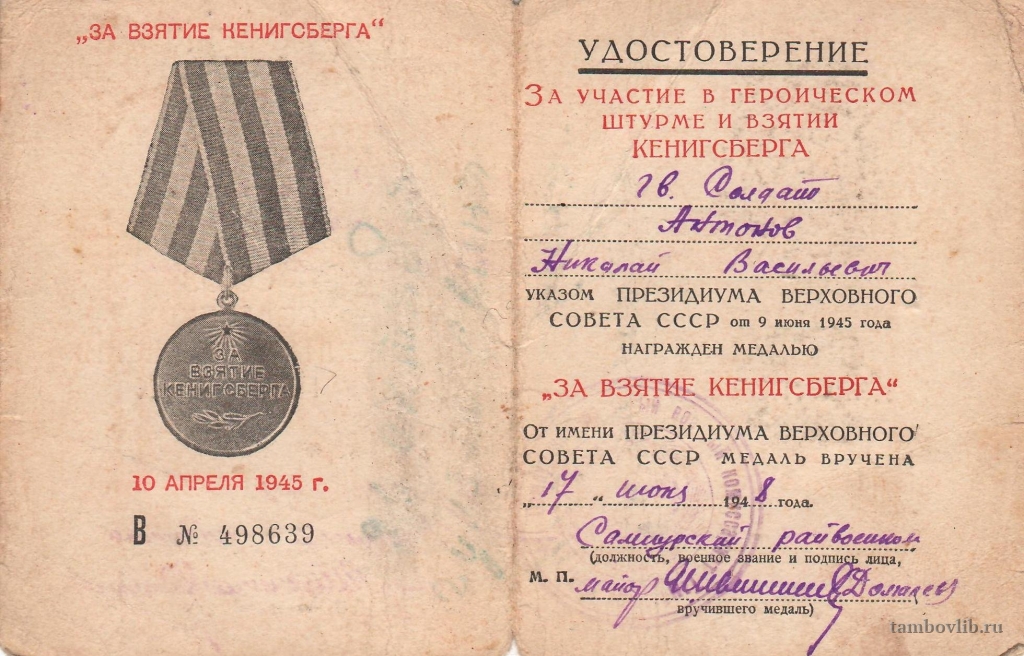 „ЗА ВЗЯТИЕ КЕНИГСБЕРГА"
ЗА
ВЗЯТИЕ
КЕНИГСБЕРГА
10 АПРЕЛЯ 1945 г.
В № 498639
УДОСТОВЕРЕНИЕ
ЗА УЧАСТИЕ В ГЕРОИЧЕСКОМ
ШТУРМЕ И ВЗЯТИИ
КЕНИГСБЕРГА
гв. Солдат
Антонов
Николай Васильевич
УКАЗОМ ПРЕЗИДИУМА ВЕРХОВНОГО
СОВЕТА СССР от 9 июня 1945 года
НАГРАЖДЕН МЕДАЛЬЮ
„ЗА ВЗЯТИЕ КЕНИГСБЕРГА"
ОТ ИМЕНИ ПРЕЗИДИУМА ВЕРХОВНОГО
СОВЕТА СССР МЕДАЛЬ ВРУЧЕНА
„17" июня 1948 года.
райвоенком
(должность, военное звание и подпись лица,
М. П. майор
вручившего медаль)
tambovlib.ru